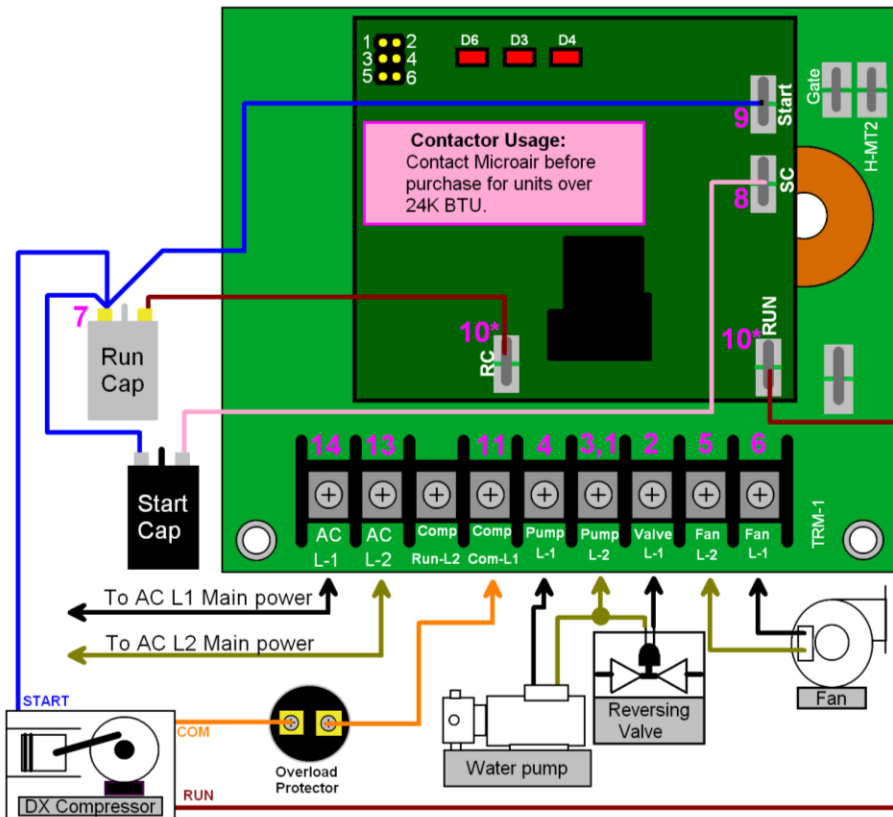 1 2
3 4
5 6
D6 D3 D4
Gate
H-MT2
9 Start
8 SC
Contactor Usage:
Contact Microair before
purchase for units over
24K BTU.
7
Run
Cap
10*
RC
10*
RUN
Start
Cap
14 13 11 4 3,1 2 5 6
AC AC Comp Comp Pump Pump Valve Fan Fan
L-1 L-2 Run-L2 Com-L1 L-1 L-2 L-1 L-2 L-1
TRM-1
To AC L1 Main power
To AC L2 Main power
START
COM
Overload
Protector
RUN
DX Compressor
Water pump
Reversing
Valve
Fan